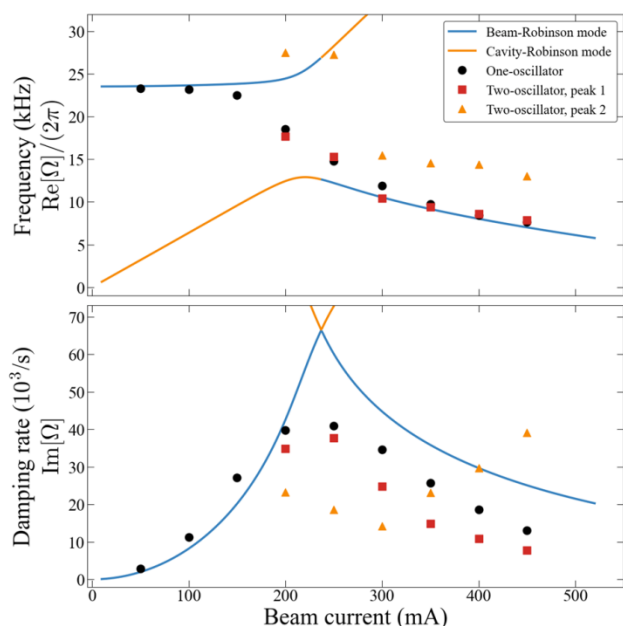 30
25
20
15
10
5
0
Frequency (kHz)
Re[Ω]/(2π)
Beam-Robinson mode
Cavity-Robinson mode
One-oscillator
Two-oscillator, peak 1
Two-oscillator, peak 2
70
60
50
40
30
20
10
0
Damping rate (10³/s)
Im[Ω]
0 100 200 300 400 500
Beam current (mA)